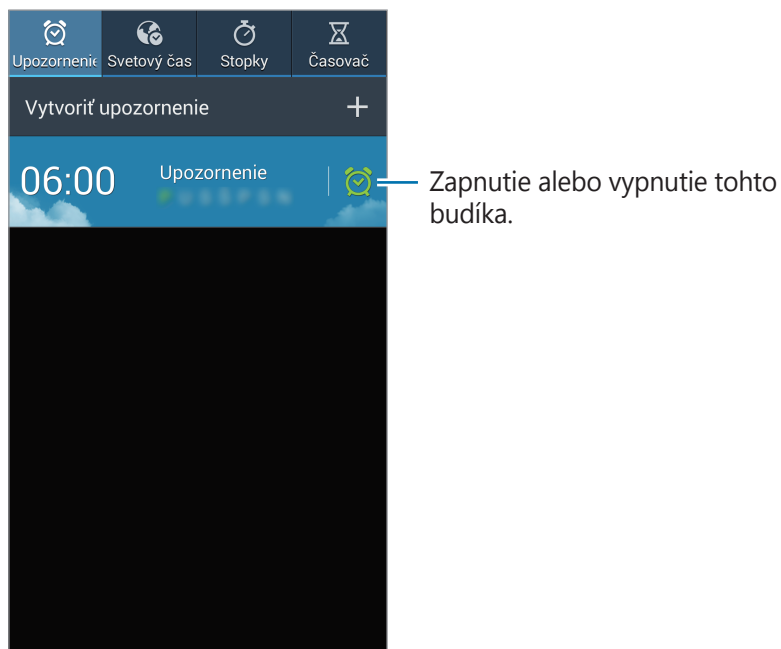 Upozornenie Svetový čas Stopky Časovač
Vytvoriť upozornenie
06:00 Upozornenie
Zapnutie alebo vypnutie tohto
budíka.